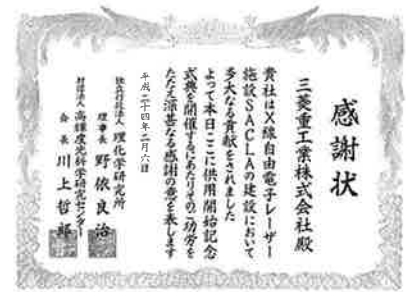 感謝状
三菱重工業株式会社殿
貴社はX線自由電子レーザー
施設SACLAの建設において
多大なる貢献をされました
よって本日ここに供用開始記念
式典を開催するにあたりその功労を
たたえ深甚なる感謝の意を表します
平成二十四年二月六日
独立行政法人 理化学研究所
理事長 野依良治
財団法人 高輝度光科学研究センター
会長 川上哲郎